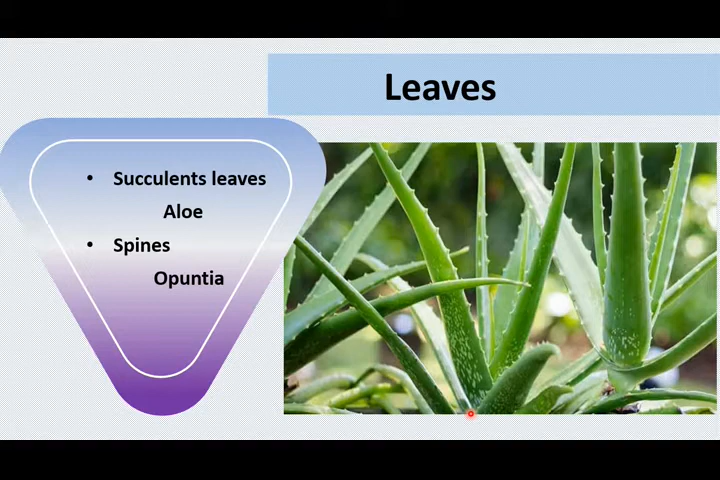 Leaves
• Succulents leaves
Aloe
• Spines
Opuntia